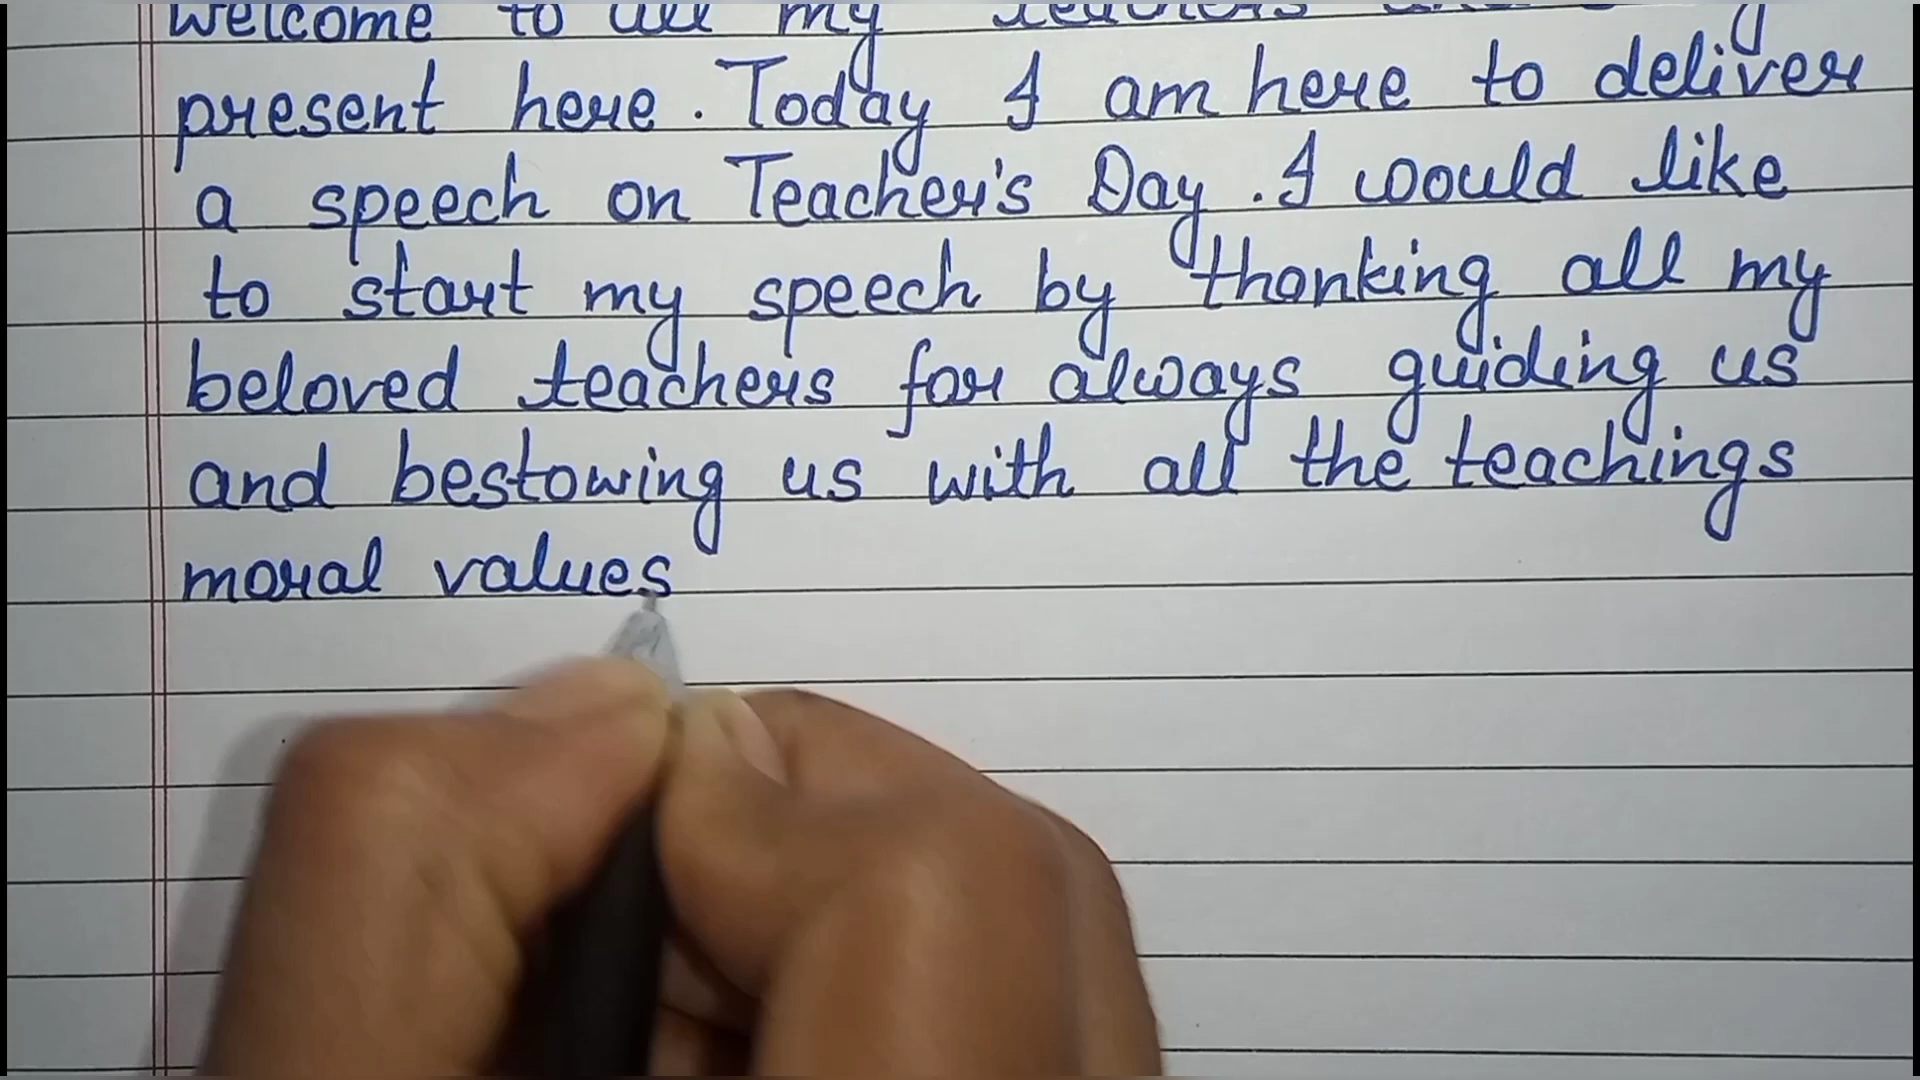 Welcome to all my teachers
present here. Today I am here to deliver
a speech on Teacher's Day. I would like
to start my speech by thanking all my
beloved teachers for always guiding us
and bestowing us with all the teachings
moral values